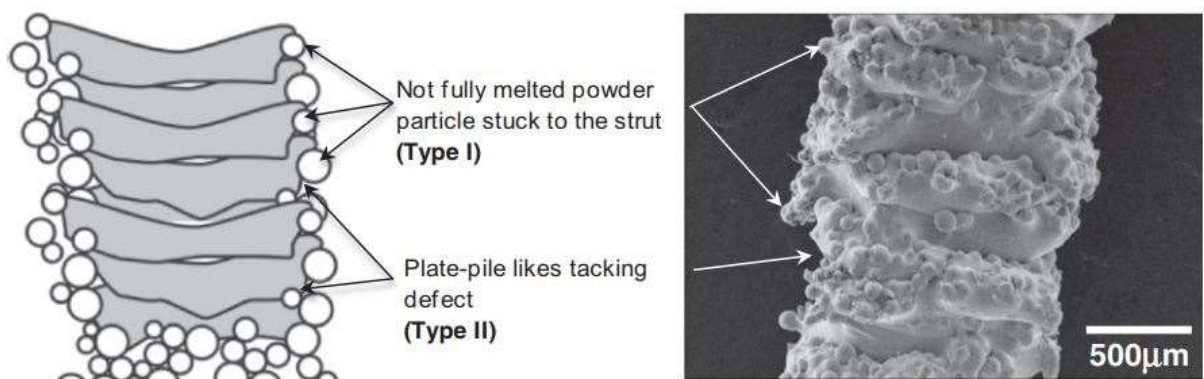 Not fully melted powder
particle stuck to the strut
(Type I)
Plate-pile likes tacking
defect
(Type II)
500μm